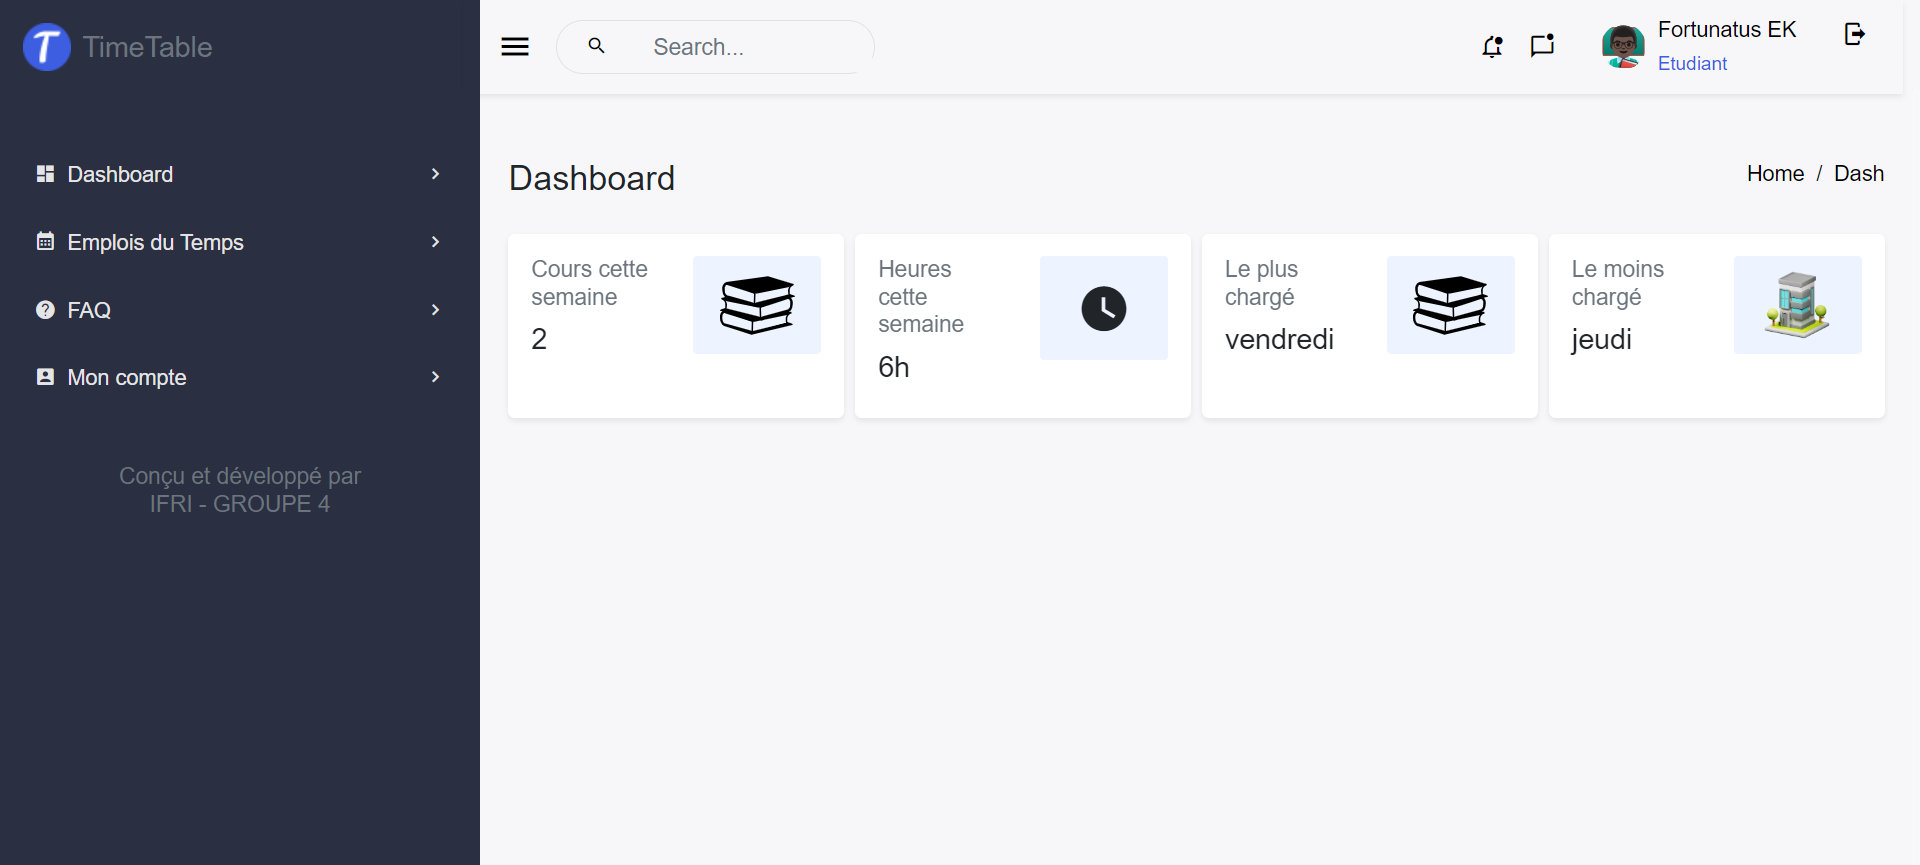 TimeTable
Search...
Fortunatus EK
Etudiant
Dashboard
Emplois du Temps
FAQ
Mon compte
Conçu et développé par
IFRI - GROUPE 4
Dashboard
Home / Dash
Cours cette
semaine
2
Heures
cette
semaine
6h
Le plus
chargé
vendredi
Le moins
chargé
jeudi